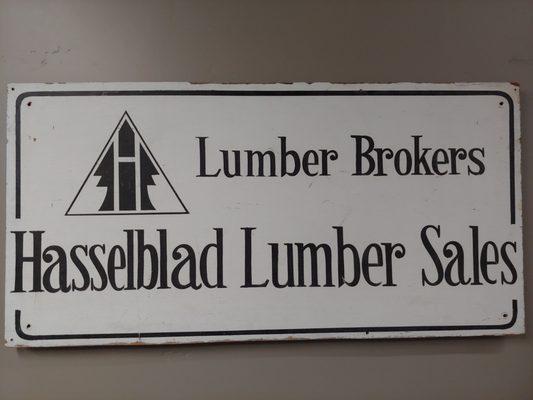 H
Lumber Brokers
Hasselblad Lumber Sales